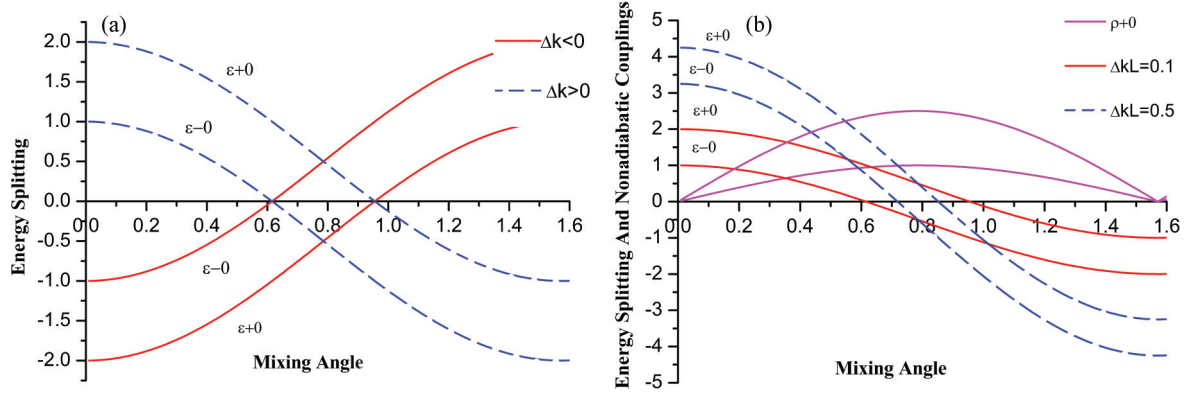 (a)
Δk<0
Δk>0
ε+0
ε−0
ε−0
ε+0
2.0
1.5
1.0
0.5
0.0
-0.5
-1.0
-1.5
-2.0
0.0 0.2 0.4 0.6 0.8 1.0 1.2 1.4 1.6
Energy Splitting
Mixing Angle
(b)
ρ+0
ΔkL=0.1
ΔkL=0.5
ε+0
ε−0
ε+0
ε−0
5
4
3
2
1
0
-1
-2
-3
-4
-5
0.0 0.2 0.4 0.6 0.8 1.0 1.2 1.4 1.6
Energy Splitting And Nonadiabatic Couplings
Mixing Angle